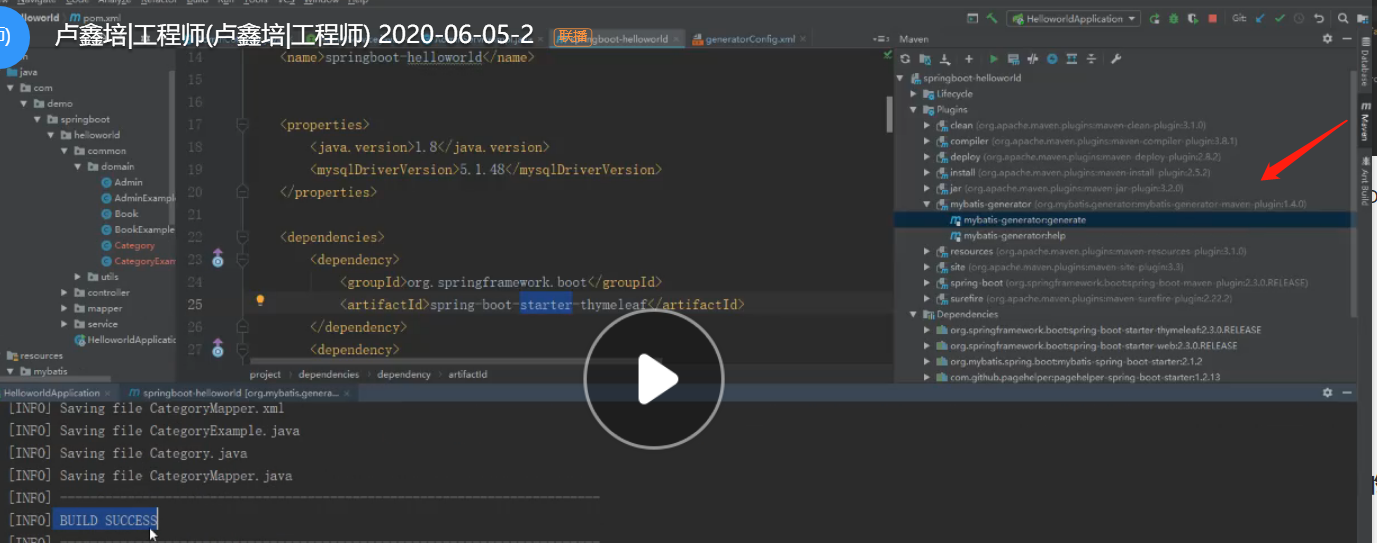 Navigate Code Analyze Refactor Build Run Tools VCS Window Help
lloworld pom.xml
HelloworldApplication
Git:
卢鑫培|工程师(卢鑫培|工程师) 2020-06-05-2 联播
springboot-helloworld
generatorConfig.xml
Maven
java
com
demo
springboot
helloworld
common
domain
Admin
AdminExampl
Book
BookExample
Category
CategoryExam
utils
controller
mapper
service
HelloworldApplicatic
resources
mybatis
14 <name>springboot-helloworld</name>
15
16
17 <properties>
18 <java.version>1.8</java.version>
19 <mysqlDriverVersion>5.1.48</mysqlDriverVersion>
20 </properties>
21
22 <dependencies>
23 <dependency>
24 <groupId>org.springframework.boot</groupId>
25 <artifactId>spring-boot-starter-thymeleaf</artifactId>
26 </dependency>
27 <dependency>
project dependencies dependency artifactId
springboot-helloworld
Lifecycle
Plugins
clean (org.apache.maven.plugins:maven-clean-plugin:3.1.0)
compiler (org.apache.maven.plugins:maven-compiler-plugin:3.8.1)
deploy (org.apache.maven.plugins:maven-deploy-plugin:2.8.2)
install (org.apache.maven.plugins:maven-install-plugin:2.5.2)
jar (org.apache.maven.plugins:maven-jar-plugin:3.2.0)
mybatis-generator (org.mybatis.generator:mybatis-generator-maven-plugin:1.4.0)
mybatis-generator:generate
mybatis-generator:help
resources (org.apache.maven.plugins:maven-resources-plugin:3.1.0)
site (org.apache.maven.plugins:maven-site-plugin:3.3)
spring-boot (org.springframework.boot:spring-boot-maven-plugin:2.3.0.RELEASE)
surefire (org.apache.maven.plugins:maven-surefire-plugin:2.22.2)
Dependencies
org.springframework.boot:spring-boot-starter-thymeleaf:2.3.0.RELEASE
org.springframework.boot:spring-boot-starter-web:2.3.0.RELEASE
org.mybatis.spring.boot:mybatis-spring-boot-starter:2.1.2
com.github.pagehelper:pagehelper-spring-boot-starter:1.2.13
Database
Maven
Ant Build
HelloworldApplication
springboot-helloworld [org.mybatis.genera...
[INFO] Saving file CategoryMapper.xml
[INFO] Saving file CategoryExample.java
[INFO] Saving file Category.java
[INFO] Saving file CategoryMapper.java
[INFO] ------------------------------------------------------------------------
[INFO] BUILD SUCCESS
[INFO] ------------------------------------------------------------------------